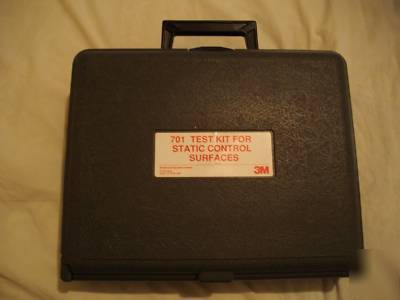 701 TEST KIT FOR
STATIC CONTROL
SURFACES
3M